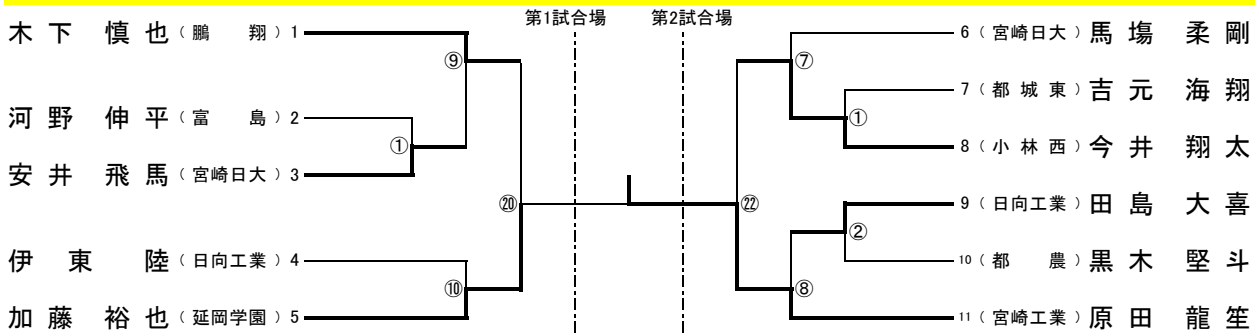 第1試合場 第2試合場
木下 慎也（鵬 翔）1
河野 伸平（富 島）2
安井 飛馬（宮崎日大）3
伊東 陸（日向工業）4
加藤 裕也（延岡学園）5
⑨
①
⑩
⑳
㉒
⑦
①
②
⑧
6（宮崎日大）馬場 柔剛
7（都城東）吉元 海翔
8（小林西）今井 翔太
9（日向工業）田島 大喜
10（都 農）黒木 堅斗
11（宮崎工業）原田 龍笙